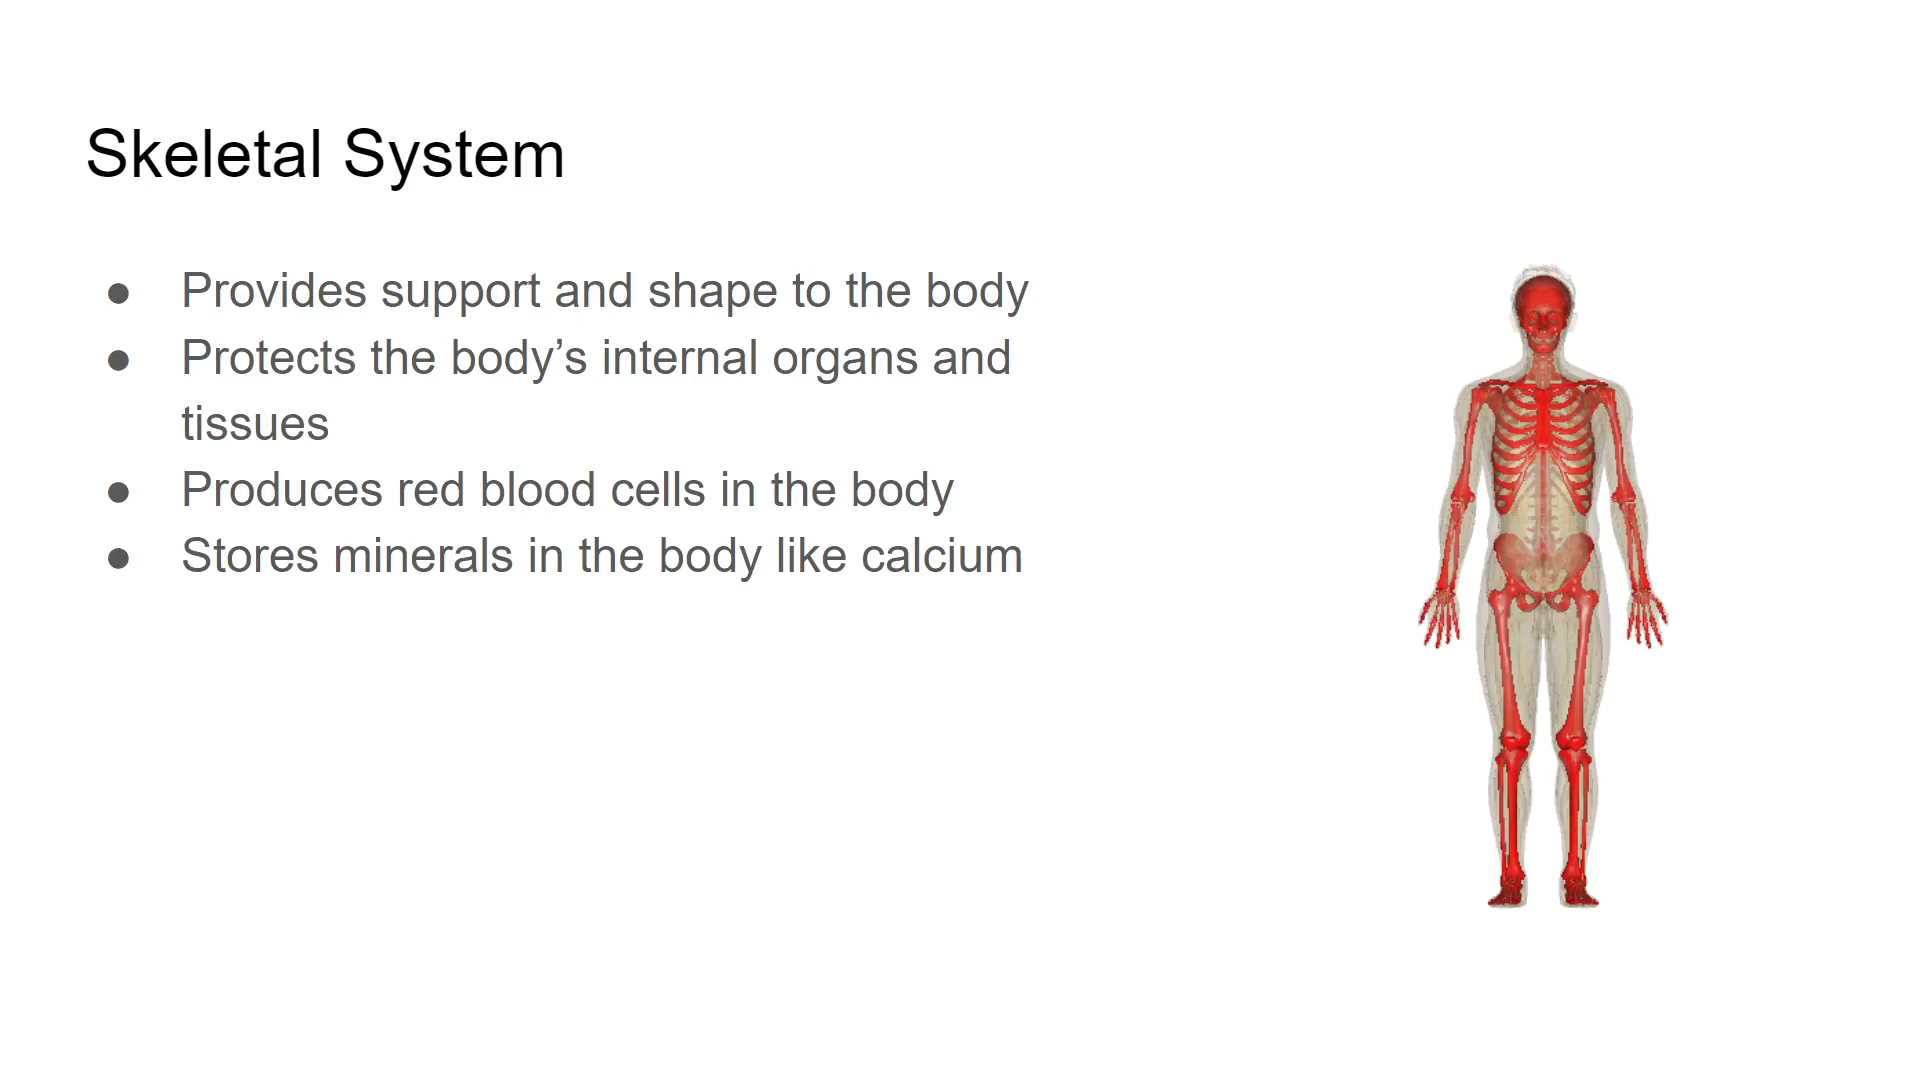 Skeletal System
● Provides support and shape to the body
● Protects the body’s internal organs and
tissues
● Produces red blood cells in the body
● Stores minerals in the body like calcium